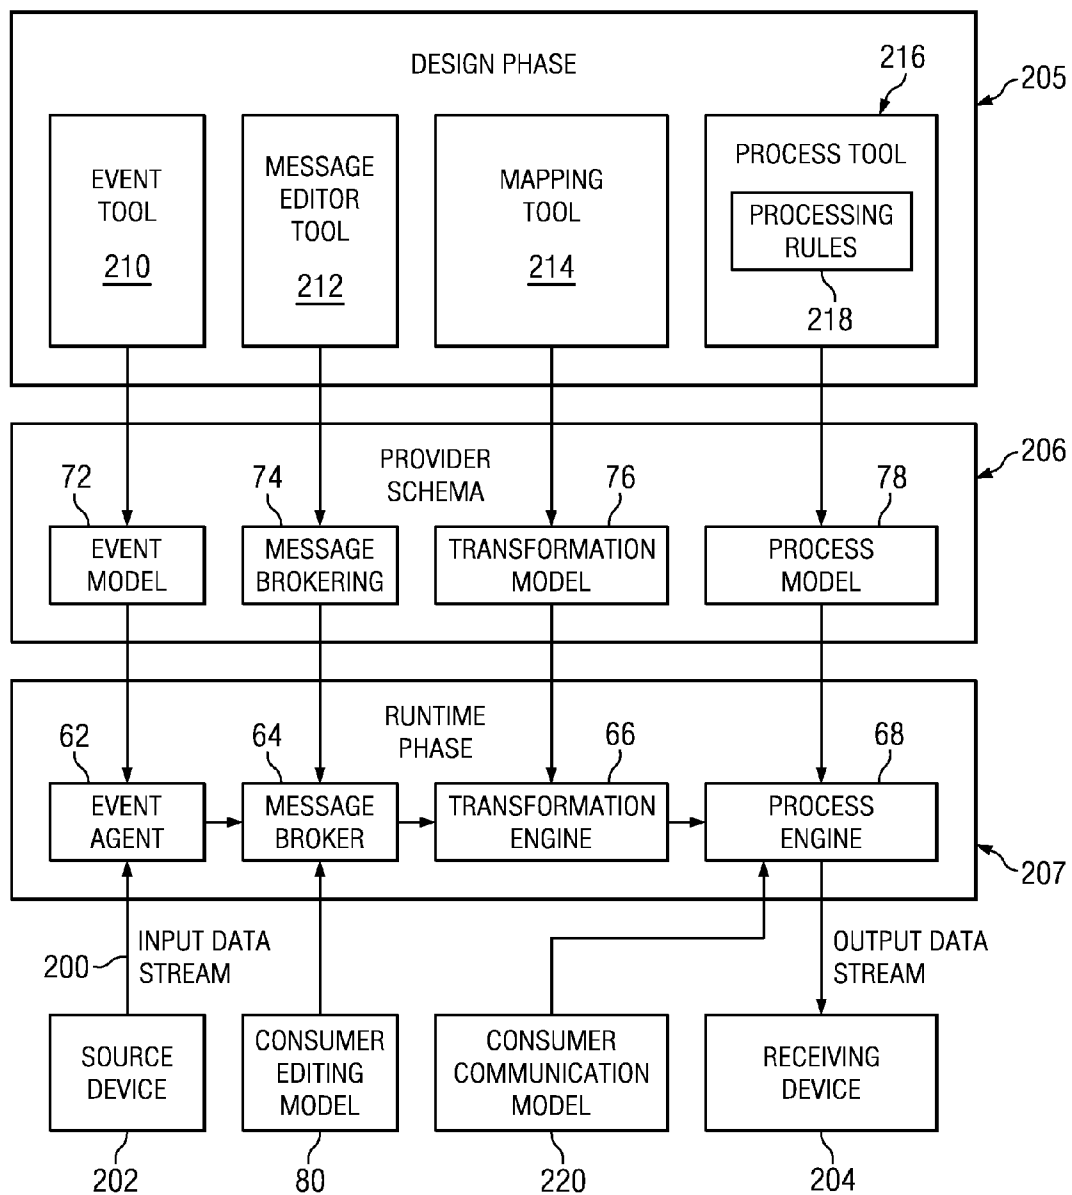 DESIGN PHASE
216
205
EVENT
TOOL
210
MESSAGE
EDITOR
TOOL
212
MAPPING
TOOL
214
PROCESS TOOL
PROCESSING
RULES
218
206
PROVIDER
SCHEMA
72
74
76
78
EVENT
MODEL
MESSAGE
BROKERING
TRANSFORMATION
MODEL
PROCESS
MODEL
RUNTIME
PHASE
62
64
66
68
EVENT
AGENT
MESSAGE
BROKER
TRANSFORMATION
ENGINE
PROCESS
ENGINE
207
200
INPUT DATA
STREAM
OUTPUT DATA
STREAM
SOURCE
DEVICE
CONSUMER
EDITING
MODEL
CONSUMER
COMMUNICATION
MODEL
RECEIVING
DEVICE
202
80
220
204